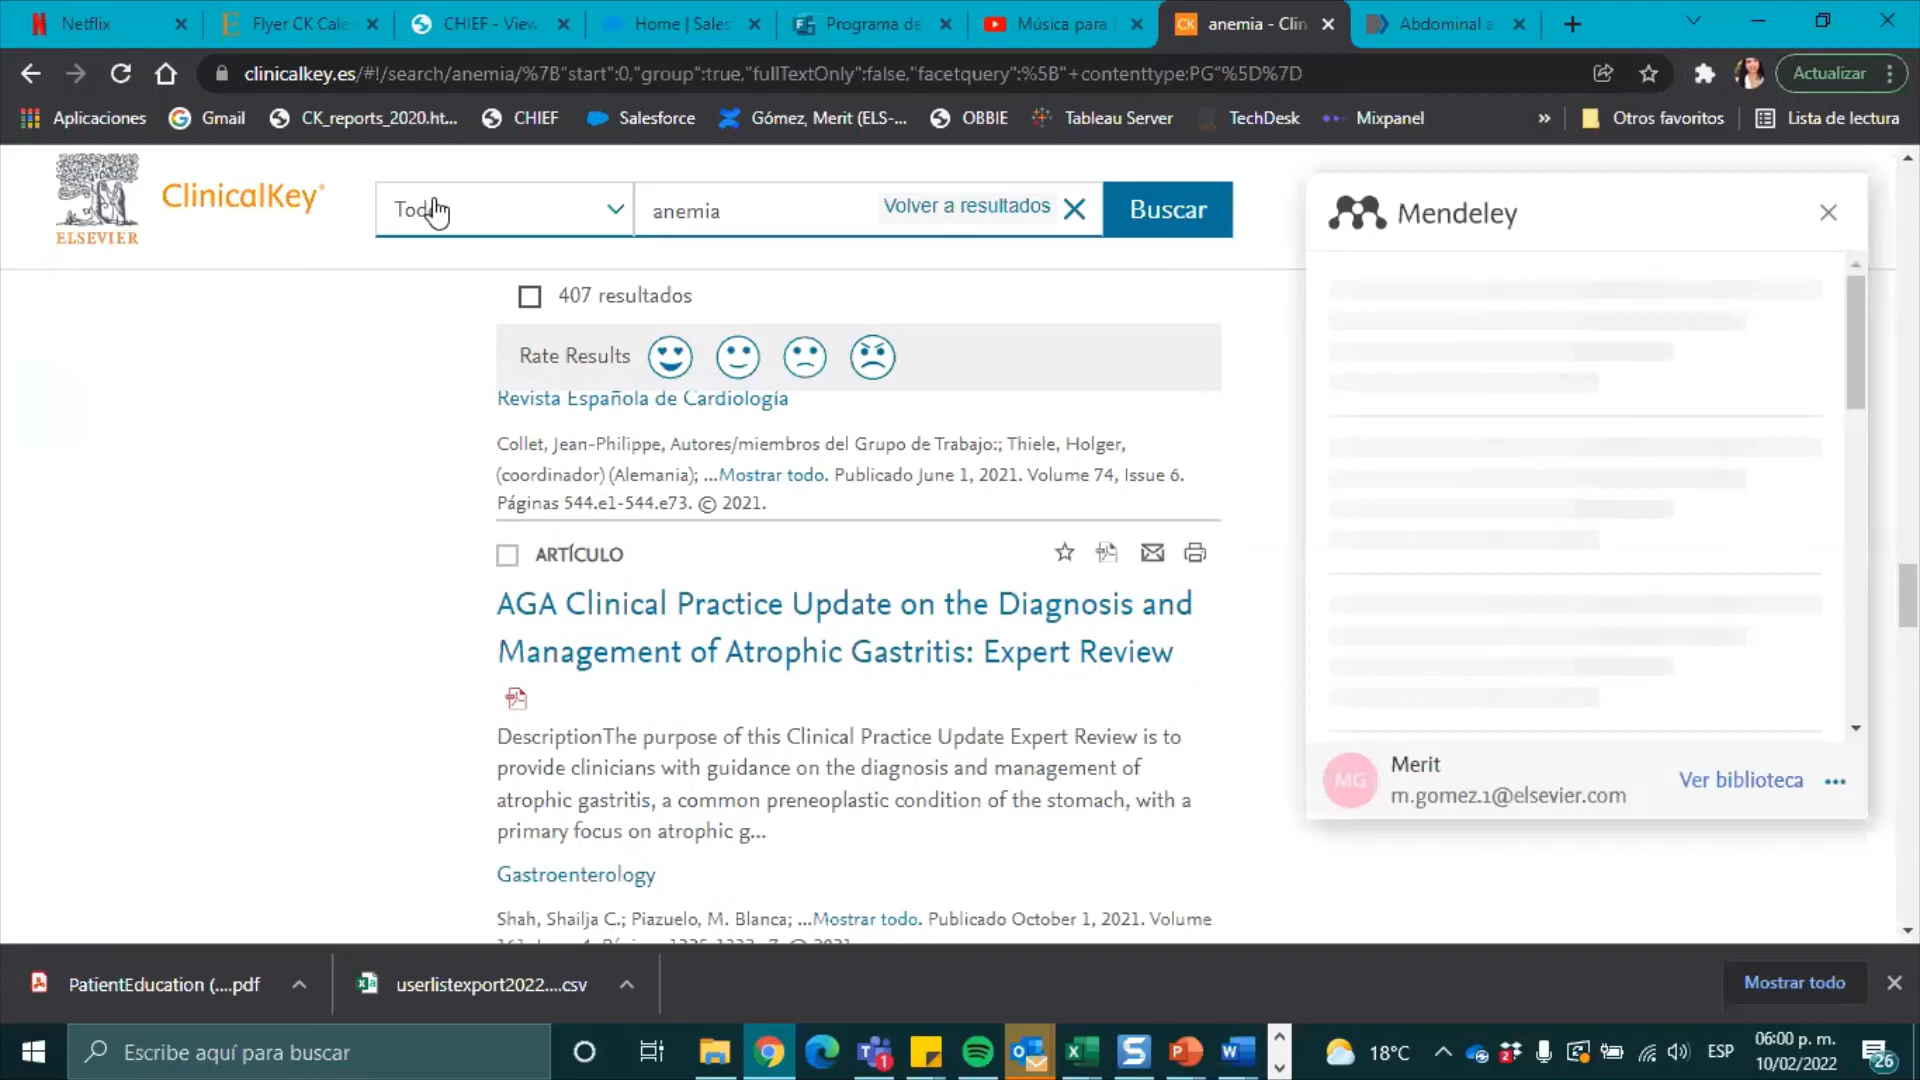 Netflix
Flyer CK Cale
CHIEF - View
Home | Sales
Programa de
Música para
CK
anemia - Clin
Abdominal a
clinicalkey.es/#!/search/anemia/%7B"start":0,"group":true,"fullTextOnly":false,"facetquery":%5B"+contenttype:PG"%5D%7D
Actualizar
Aplicaciones
Gmail
CK_reports_2020.ht...
CHIEF
Salesforce
Gómez, Merit (ELS-...
OBBIE
Tableau Server
TechDesk
Mixpanel
»
Otros favoritos
Lista de lectura
ELSEVIER
ClinicalKey®
anemia
Volver a resultados
Buscar
Mendeley
407 resultados
Rate Results
Revista Española de Cardiología
Collet, Jean-Philippe, Autores/miembros del Grupo de Trabajo:; Thiele, Holger,
(coordinador) (Alemania); ...Mostrar todo. Publicado June 1, 2021. Volume 74, Issue 6.
Páginas 544.e1-544.e73. © 2021.
ARTÍCULO
AGA Clinical Practice Update on the Diagnosis and
Management of Atrophic Gastritis: Expert Review
DescriptionThe purpose of this Clinical Practice Update Expert Review is to
provide clinicians with guidance on the diagnosis and management of
atrophic gastritis, a common preneoplastic condition of the stomach, with a
primary focus on atrophic g...
Gastroenterology
Shah, Shailja C.; Piazuelo, M. Blanca; ...Mostrar todo. Publicado October 1, 2021. Volume
MG
Merit
m.gomez.1@elsevier.com
Ver biblioteca
PatientEducation (....pdf
userlistexport2022....csv
Mostrar todo
Escribe aquí para buscar
18°C
ESP
06:00 p. m.
10/02/2022
26